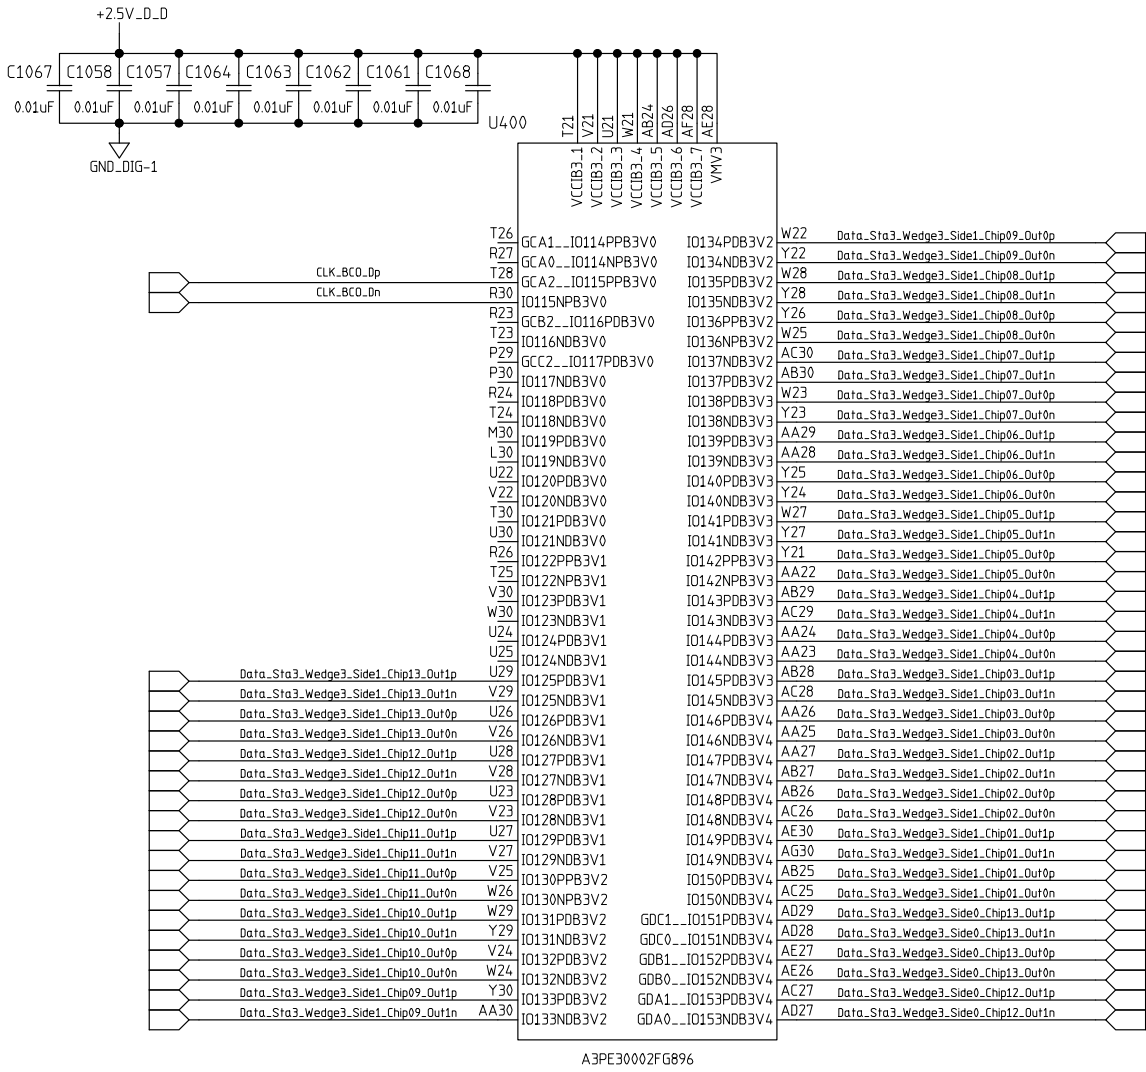 +2.5V_D_D
C1067 C1058 C1057 C1064 C1063 C1062 C1061 C1068
0.01uF 0.01uF 0.01uF 0.01uF 0.01uF 0.01uF 0.01uF 0.01uF
GND_DIG-1
U400
T21 V21 U21 W21 AB24 AD26 AF28 AE28
VCCIB3_1 VCCIB3_2 VCCIB3_3 VCCIB3_4 VCCIB3_5 VCCIB3_6 VCCIB3_7 VMV3
T26 GCA1__IO114PPB3V0 IO134PDB3V2 W22 Data_Sta3_Wedge3_Side1_Chip09_Out0p
R27 GCA0__IO114NPB3V0 IO134NDB3V2 Y22 Data_Sta3_Wedge3_Side1_Chip09_Out0n
CLK_BCO_Dp T28 GCA2__IO115PPB3V0 IO135PDB3V2 W28 Data_Sta3_Wedge3_Side1_Chip08_Out1p
CLK_BCO_Dn R30 IO115NPB3V0 IO135NDB3V2 Y28 Data_Sta3_Wedge3_Side1_Chip08_Out1n
R23 GCB2__IO116PDB3V0 IO136PPB3V2 Y26 Data_Sta3_Wedge3_Side1_Chip08_Out0p
T23 IO116NDB3V0 IO136NPB3V2 W25 Data_Sta3_Wedge3_Side1_Chip08_Out0n
P29 GCC2__IO117PDB3V0 IO137NDB3V2 AC30 Data_Sta3_Wedge3_Side1_Chip07_Out1p
P30 IO117NDB3V0 IO137PDB3V2 AB30 Data_Sta3_Wedge3_Side1_Chip07_Out1n
R24 IO118PDB3V0 IO138PDB3V3 W23 Data_Sta3_Wedge3_Side1_Chip07_Out0p
T24 IO118NDB3V0 IO138NDB3V3 Y23 Data_Sta3_Wedge3_Side1_Chip07_Out0n
M30 IO119PDB3V0 IO139PDB3V3 AA29 Data_Sta3_Wedge3_Side1_Chip06_Out1p
L30 IO119NDB3V0 IO139NDB3V3 AA28 Data_Sta3_Wedge3_Side1_Chip06_Out1n
U22 IO120PDB3V0 IO140PDB3V3 Y25 Data_Sta3_Wedge3_Side1_Chip06_Out0p
V22 IO120NDB3V0 IO140NDB3V3 Y24 Data_Sta3_Wedge3_Side1_Chip06_Out0n
T30 IO121PDB3V0 IO141PDB3V3 W27 Data_Sta3_Wedge3_Side1_Chip05_Out1p
U30 IO121NDB3V0 IO141NDB3V3 Y27 Data_Sta3_Wedge3_Side1_Chip05_Out1n
R26 IO122PPB3V1 IO142PPB3V3 Y21 Data_Sta3_Wedge3_Side1_Chip05_Out0p
T25 IO122NPB3V1 IO142NPB3V3 AA22 Data_Sta3_Wedge3_Side1_Chip05_Out0n
V30 IO123PDB3V1 IO143PDB3V3 AB29 Data_Sta3_Wedge3_Side1_Chip04_Out1p
W30 IO123NDB3V1 IO143NDB3V3 AC29 Data_Sta3_Wedge3_Side1_Chip04_Out1n
U24 IO124PDB3V1 IO144PDB3V3 AA24 Data_Sta3_Wedge3_Side1_Chip04_Out0p
U25 IO124NDB3V1 IO144NDB3V3 AA23 Data_Sta3_Wedge3_Side1_Chip04_Out0n
Data_Sta3_Wedge3_Side1_Chip13_Out1p U29 IO125PDB3V1 IO145PDB3V3 AB28 Data_Sta3_Wedge3_Side1_Chip03_Out1p
Data_Sta3_Wedge3_Side1_Chip13_Out1n V29 IO125NDB3V1 IO145NDB3V3 AC28 Data_Sta3_Wedge3_Side1_Chip03_Out1n
Data_Sta3_Wedge3_Side1_Chip13_Out0p U26 IO126PDB3V1 IO146PDB3V4 AA26 Data_Sta3_Wedge3_Side1_Chip03_Out0p
Data_Sta3_Wedge3_Side1_Chip13_Out0n V26 IO126NDB3V1 IO146NDB3V4 AA25 Data_Sta3_Wedge3_Side1_Chip03_Out0n
Data_Sta3_Wedge3_Side1_Chip12_Out1p U28 IO127PDB3V1 IO147PDB3V4 AA27 Data_Sta3_Wedge3_Side1_Chip02_Out1p
Data_Sta3_Wedge3_Side1_Chip12_Out1n V28 IO127NDB3V1 IO147NDB3V4 AB27 Data_Sta3_Wedge3_Side1_Chip02_Out1n
Data_Sta3_Wedge3_Side1_Chip12_Out0p U23 IO128PDB3V1 IO148PDB3V4 AB26 Data_Sta3_Wedge3_Side1_Chip02_Out0p
Data_Sta3_Wedge3_Side1_Chip12_Out0n V23 IO128NDB3V1 IO148NDB3V4 AC26 Data_Sta3_Wedge3_Side1_Chip02_Out0n
Data_Sta3_Wedge3_Side1_Chip11_Out1p U27 IO129PDB3V1 IO149PDB3V4 AE30 Data_Sta3_Wedge3_Side1_Chip01_Out1p
Data_Sta3_Wedge3_Side1_Chip11_Out1n V27 IO129NDB3V1 IO149NDB3V4 AG30 Data_Sta3_Wedge3_Side1_Chip01_Out1n
Data_Sta3_Wedge3_Side1_Chip11_Out0p V25 IO130PPB3V2 IO150PDB3V4 AB25 Data_Sta3_Wedge3_Side1_Chip01_Out0p
Data_Sta3_Wedge3_Side1_Chip11_Out0n W26 IO130NPB3V2 IO150NDB3V4 AC25 Data_Sta3_Wedge3_Side1_Chip01_Out0n
Data_Sta3_Wedge3_Side1_Chip10_Out1p W29 IO131PDB3V2 GDC1__IO151PDB3V4 AD29 Data_Sta3_Wedge3_Side0_Chip13_Out1p
Data_Sta3_Wedge3_Side1_Chip10_Out1n Y29 IO131NDB3V2 GDC0__IO151NDB3V4 AD28 Data_Sta3_Wedge3_Side0_Chip13_Out1n
Data_Sta3_Wedge3_Side1_Chip10_Out0p V24 IO132PDB3V2 GDB1__IO152PDB3V4 AE27 Data_Sta3_Wedge3_Side0_Chip13_Out0p
Data_Sta3_Wedge3_Side1_Chip10_Out0n W24 IO132NDB3V2 GDB0__IO152NDB3V4 AE26 Data_Sta3_Wedge3_Side0_Chip13_Out0n
Data_Sta3_Wedge3_Side1_Chip09_Out1p Y30 IO133PDB3V2 GDA1__IO153PDB3V4 AC27 Data_Sta3_Wedge3_Side0_Chip12_Out1p
Data_Sta3_Wedge3_Side1_Chip09_Out1n AA30 IO133NDB3V2 GDA0__IO153NDB3V4 AD27 Data_Sta3_Wedge3_Side0_Chip12_Out1n
A3PE30002FG896